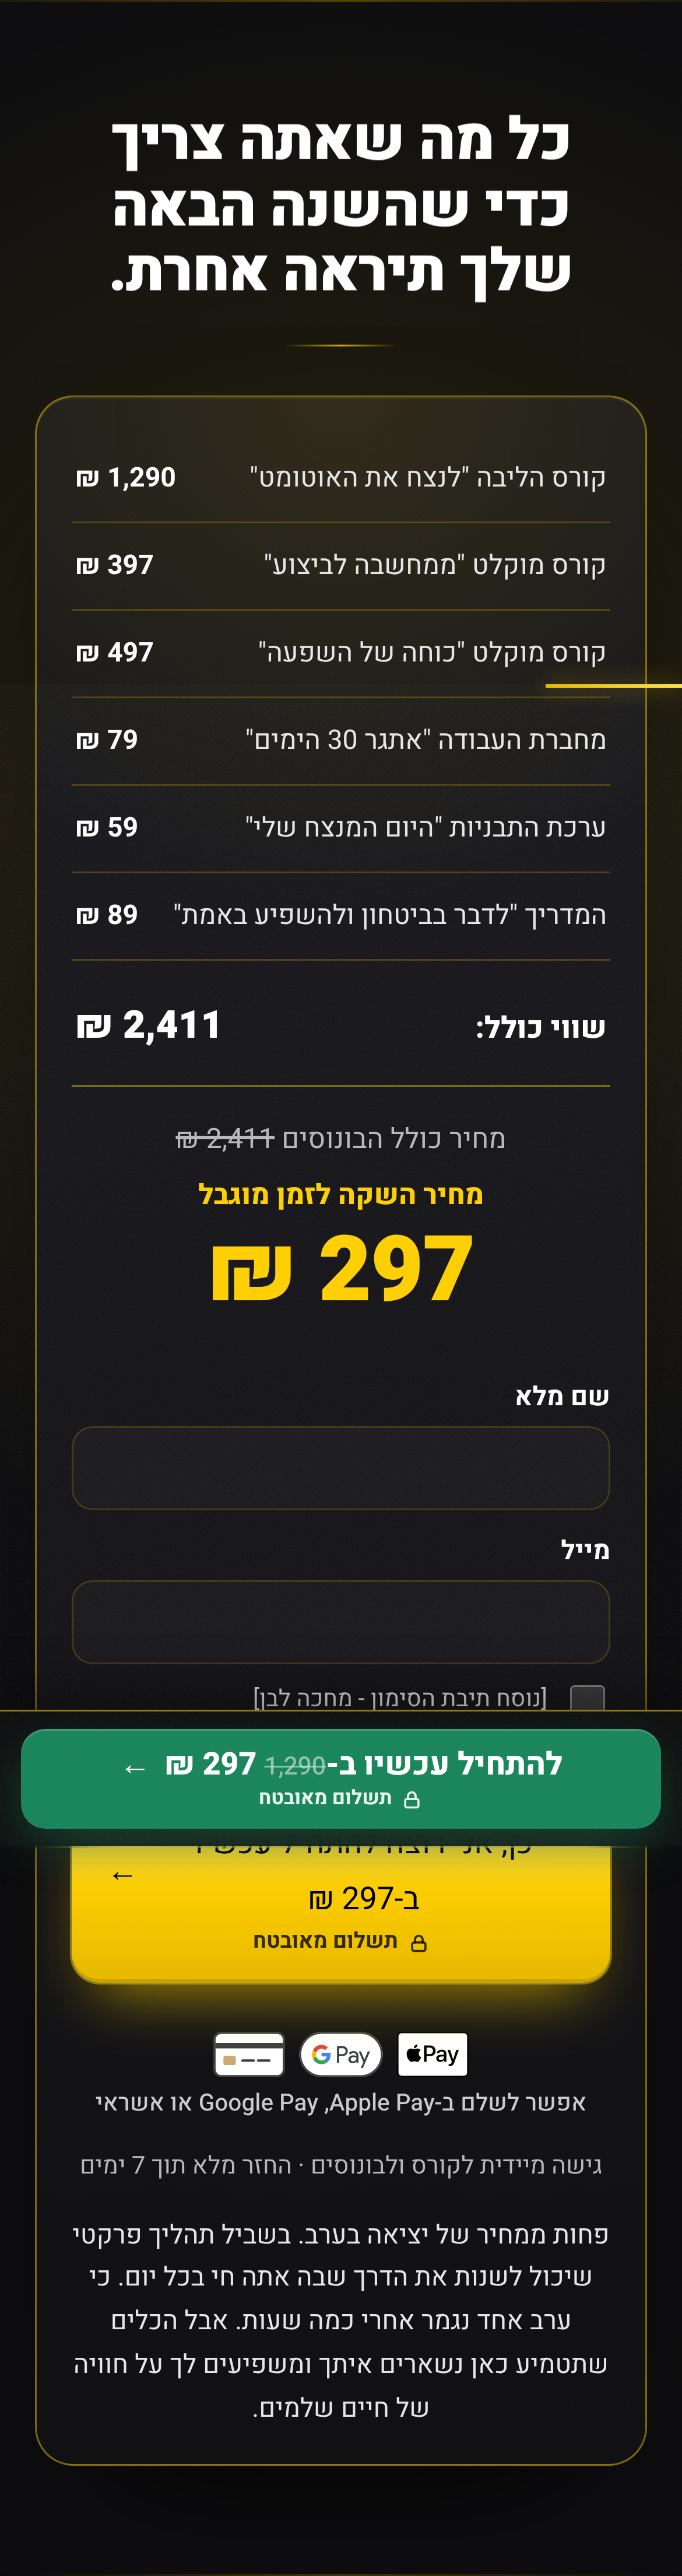 כל מה שאתה צריך
כדי שהשנה הבאה
שלך תיראה אחרת.
קורס הליבה "לנצח את האוטומט" 1,290 ₪
קורס מוקלט "ממחשבה לביצוע" 397 ₪
קורס מוקלט "כוחה של השפעה" 497 ₪
מחברת העבודה "אתגר 30 הימים" 79 ₪
ערכת התבניות "היום המנצח שלי" 59 ₪
המדריך "לדבר בביטחון ולהשפיע באמת" 89 ₪
שווי כולל: 2,411 ₪
מחיר כולל הבונוסים 2,411 ₪
מחיר השקה לזמן מוגבל
297 ₪
שם מלא
מייל
[נוסח תיבת הסימון - מחכה לבן]
להתחיל עכשיו ב-1,290 297 ₪ ←
תשלום מאובטח
←
ב-297 ₪
תשלום מאובטח
Pay G Pay
אפשר לשלם ב-Google Pay ,Apple Pay או אשראי
גישה מיידית לקורס ולבונוסים · החזר מלא תוך 7 ימים
פחות ממחיר של יציאה בערב. בשביל תהליך פרקטי
שיכול לשנות את הדרך שבה אתה חי בכל יום. כי
ערב אחד נגמר אחרי כמה שעות. אבל הכלים
שתטמיע כאן נשארים איתך ומשפיעים לך על חוויה
של חיים שלמים.